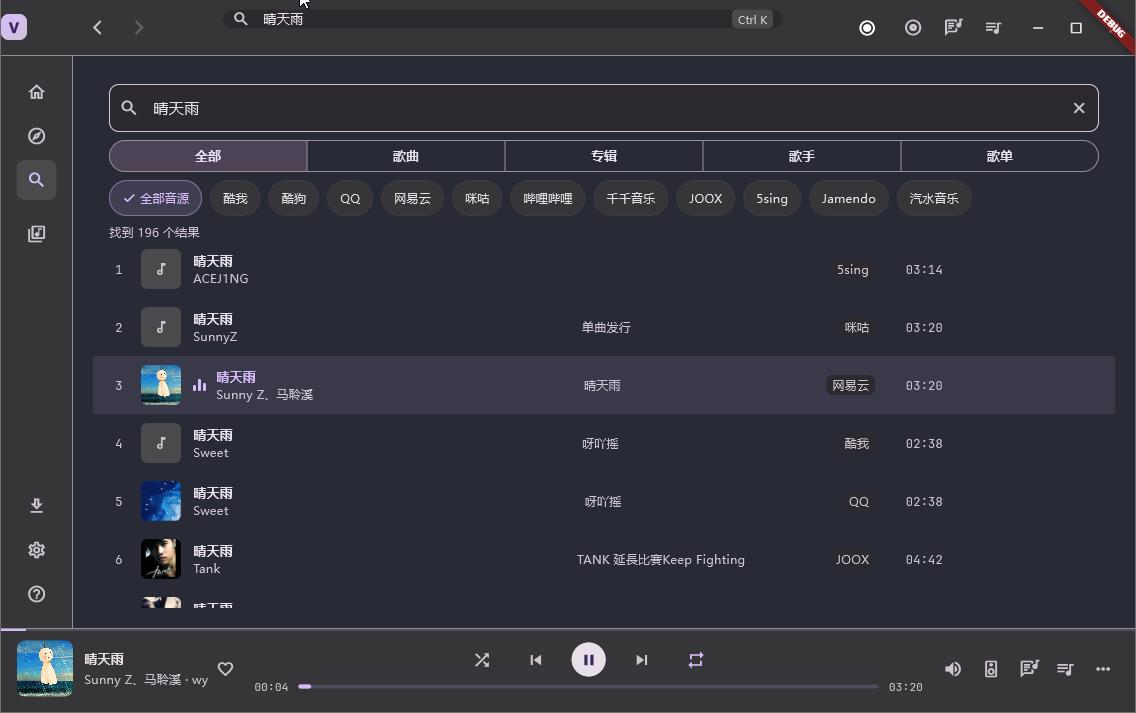 V
晴天雨 Ctrl K
DEBUG
晴天雨
全部 歌曲 专辑 歌手 歌单
全部音源 酷我 酷狗 QQ 网易云 咪咕 哔哩哔哩 千千音乐 JOOX 5sing Jamendo 汽水音乐
找到 196 个结果
1 晴天雨 5sing 03:14
ACEJ1NG
2 晴天雨 单曲发行 咪咕 03:20
SunnyZ
3 晴天雨 晴天雨 网易云 03:20
Sunny Z、马聆溪
4 晴天雨 呀吖摇 酷我 02:38
Sweet
5 晴天雨 呀吖摇 QQ 02:38
Sweet
6 晴天雨 TANK 延長比賽Keep Fighting JOOX 04:42
Tank
晴天雨
晴天雨
Sunny Z、马聆溪 · wy
00:04 03:20